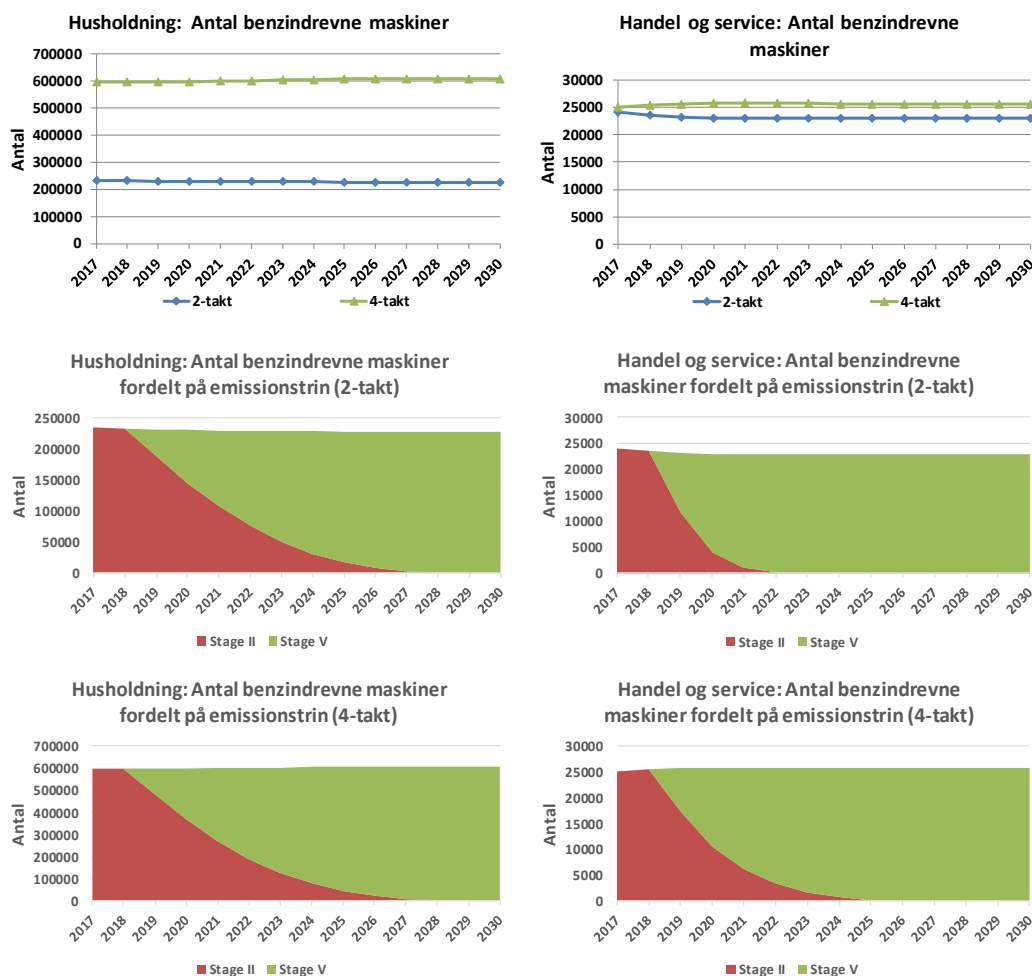 Husholdning: Antal benzindrevne maskiner
700000
600000
500000
400000
300000
200000
100000
0
Antal
2017 2018 2019 2020 2021 2022 2023 2024 2025 2026 2027 2028 2029 2030
2-takt 4-takt
Handel og service: Antal benzindrevne
maskiner
30000
25000
20000
15000
10000
5000
0
Antal
2017 2018 2019 2020 2021 2022 2023 2024 2025 2026 2027 2028 2029 2030
2-takt 4-takt
Husholdning: Antal benzindrevne maskiner
fordelt på emissionstrin (2-takt)
250000
200000
150000
100000
50000
0
Antal
2017 2018 2019 2020 2021 2022 2023 2024 2025 2026 2027 2028 2029 2030
Stage II Stage V
Handel og service: Antal benzindrevne
maskiner fordelt på emissionstrin (2-takt)
30000
25000
20000
15000
10000
5000
0
Antal
2017 2018 2019 2020 2021 2022 2023 2024 2025 2026 2027 2028 2029 2030
Stage II Stage V
Husholdning: Antal benzindrevne maskiner
fordelt på emissionstrin (4-takt)
700000
600000
500000
400000
300000
200000
100000
0
Antal
2017 2018 2019 2020 2021 2022 2023 2024 2025 2026 2027 2028 2029 2030
Stage II Stage V
Handel og service: Antal benzindrevne
maskiner fordelt på emissionstrin (4-takt)
30000
25000
20000
15000
10000
5000
0
Antal
2017 2018 2019 2020 2021 2022 2023 2024 2025 2026 2027 2028 2029 2030
Stage II Stage V